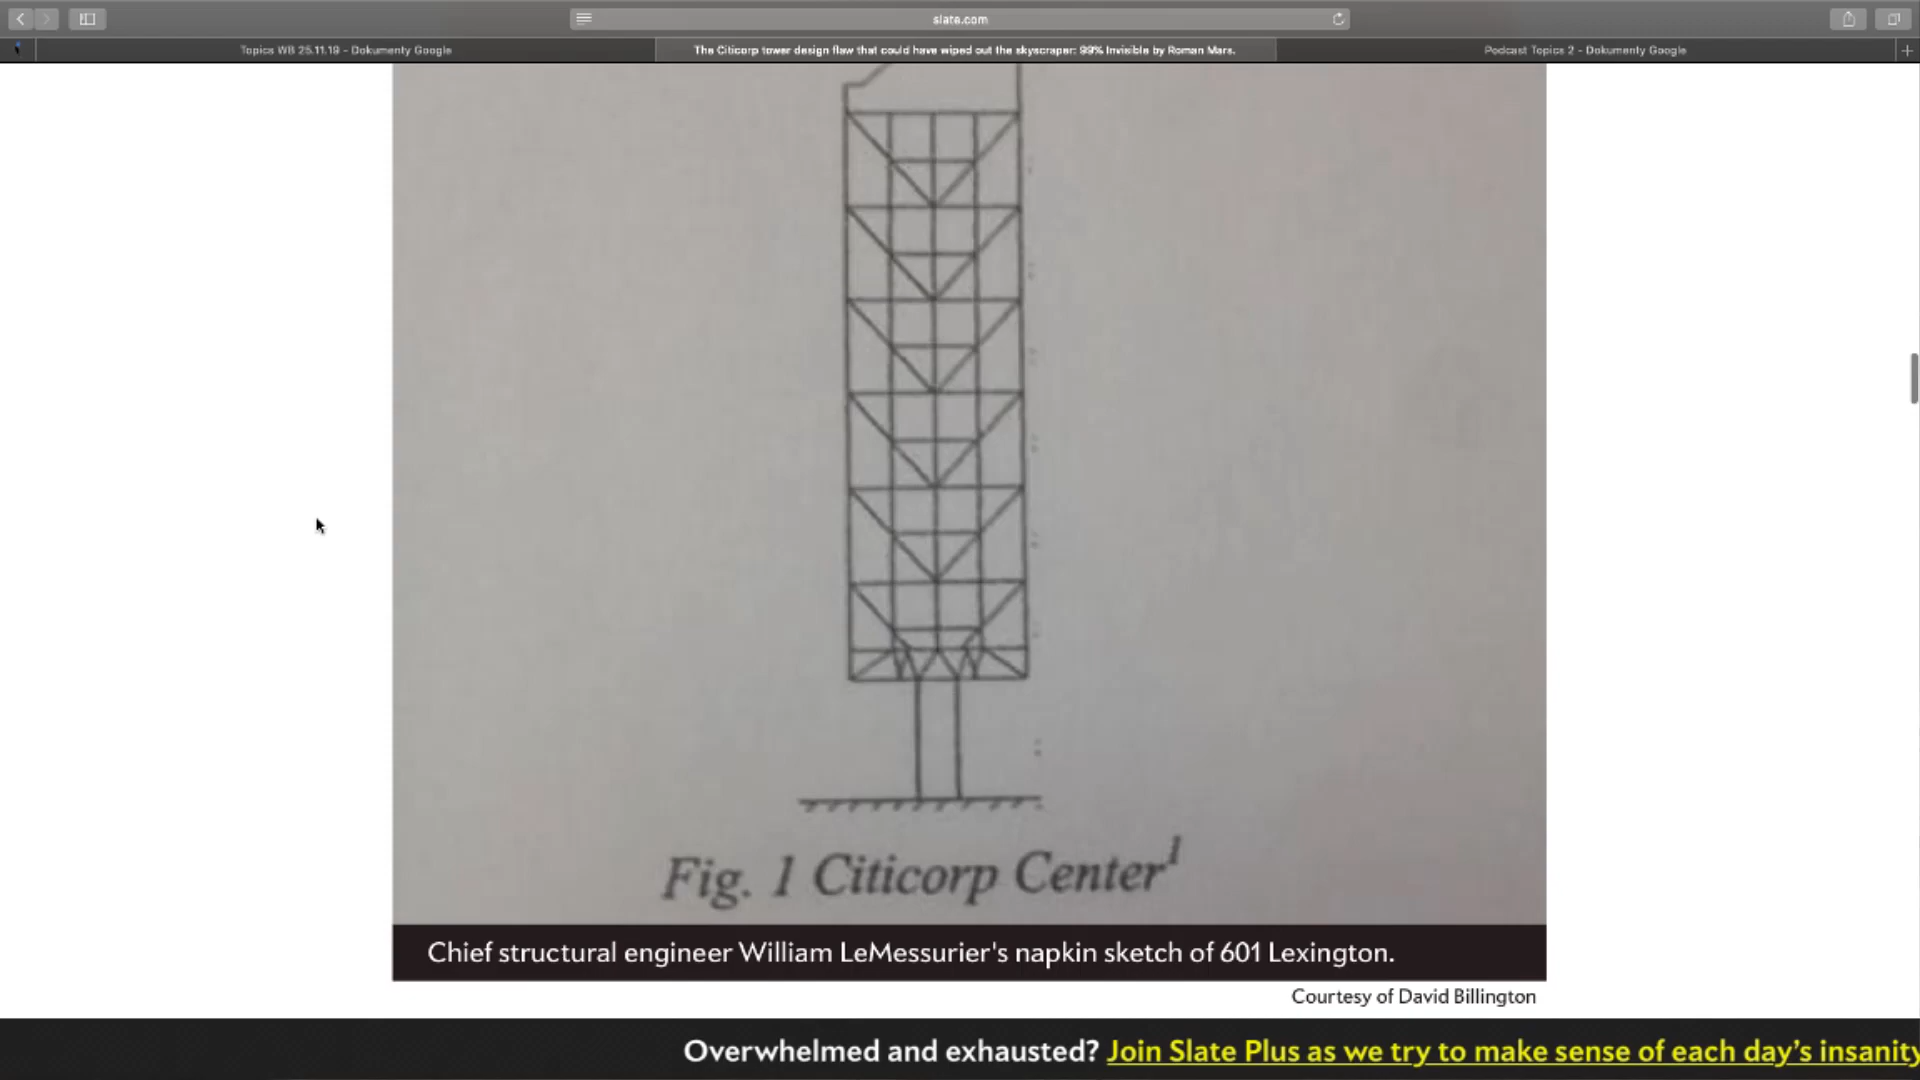 slate.com
Topics WB 25.11.19 - Dokumenty Google
The Citicorp tower design flaw that could have wiped out the skyscraper: 99% Invisible by Roman Mars.
Podcast Topics 2 - Dokumenty Google
Fig. 1 Citicorp Center1
Chief structural engineer William LeMessurier's napkin sketch of 601 Lexington.
Courtesy of David Billington
Overwhelmed and exhausted? Join Slate Plus as we try to make sense of each day's insanity